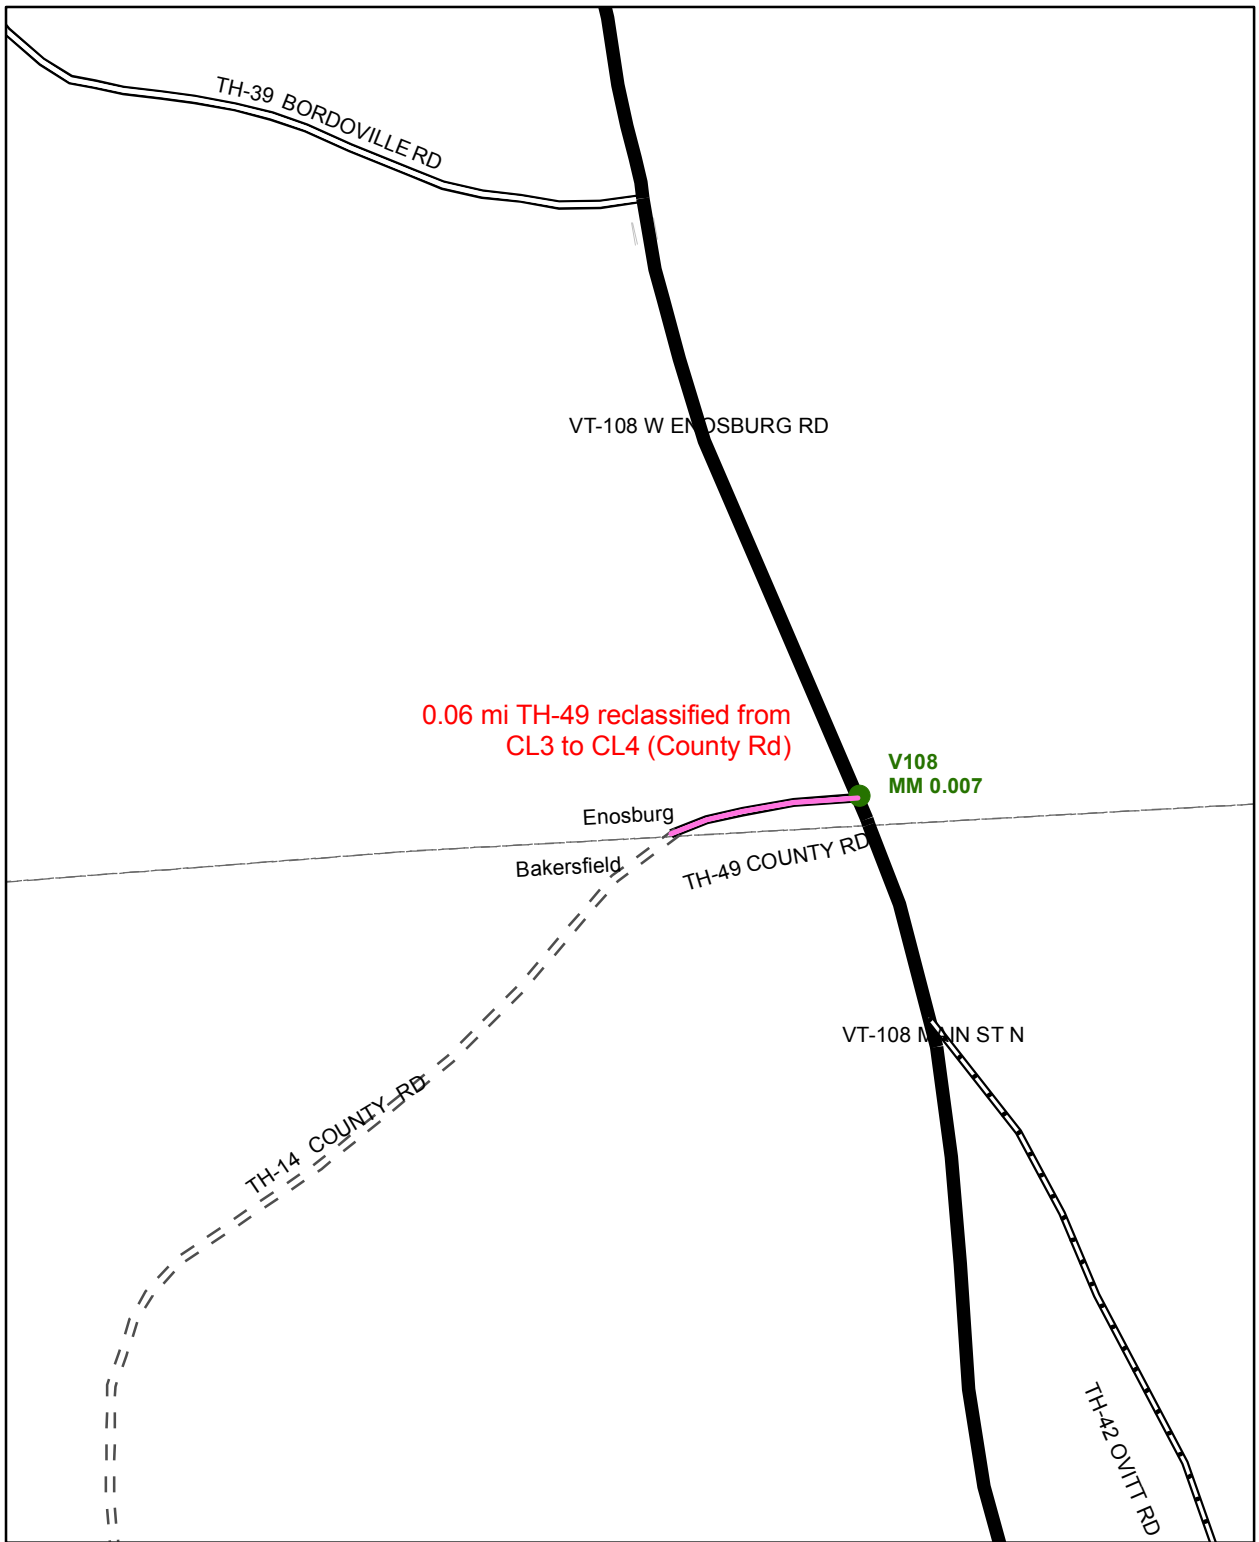 TH-39 BORDOVILLE RD
VT-108 W ENOSBURG RD
0.06 mi TH-49 reclassified from
CL3 to CL4 (County Rd)
V108
MM 0.007
Enosburg
Bakersfield
TH-49 COUNTY RD
VT-108 MAIN ST N
TH-14 COUNTY RD
TH-42 OVITT RD